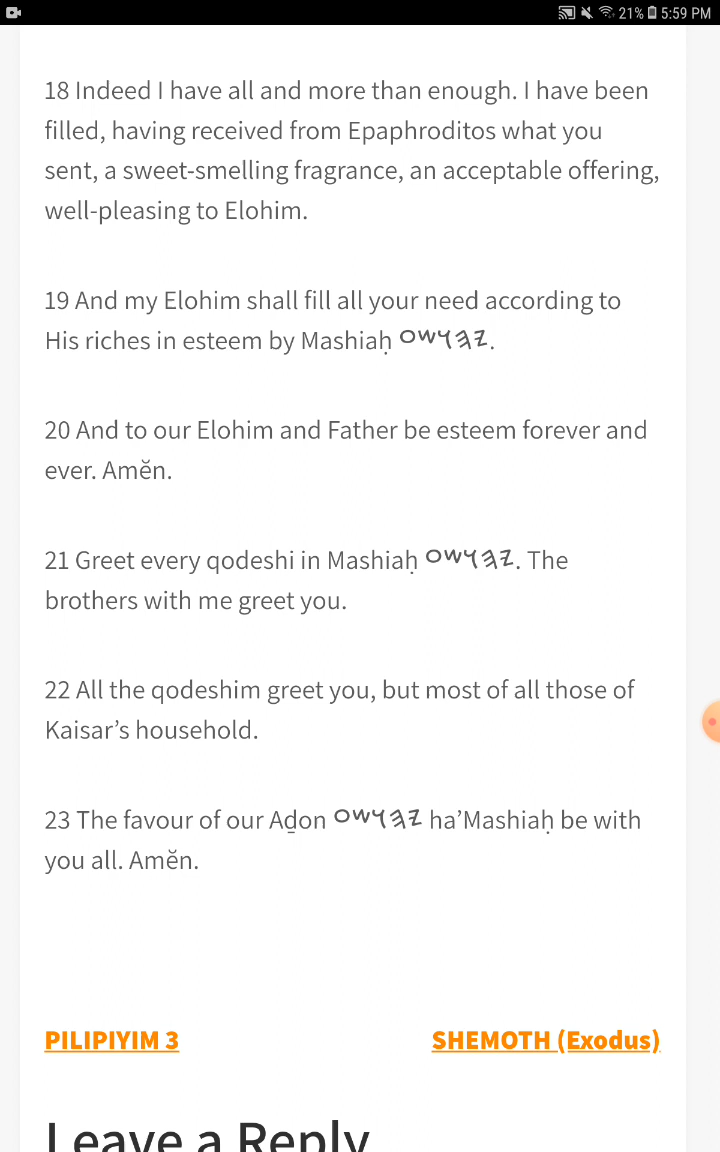 21% 5:59 PM
18 Indeed I have all and more than enough. I have been
filled, having received from Epaphroditos what you
sent, a sweet-smelling fragrance, an acceptable offering,
well-pleasing to Elohim.
19 And my Elohim shall fill all your need according to
His riches in esteem by Mashiaḥ 𐤉𐤄𐤅𐤔𐤏.
20 And to our Elohim and Father be esteem forever and
ever. Amĕn.
21 Greet every qodeshi in Mashiaḥ 𐤉𐤄𐤅𐤔𐤏. The
brothers with me greet you.
22 All the qodeshim greet you, but most of all those of
Kaisar’s household.
23 The favour of our Aḏon 𐤉𐤄𐤅𐤔𐤏 ha’Mashiaḥ be with
you all. Amĕn.
PILIPIYIM 3 SHEMOTH (Exodus)
Leave a Reply